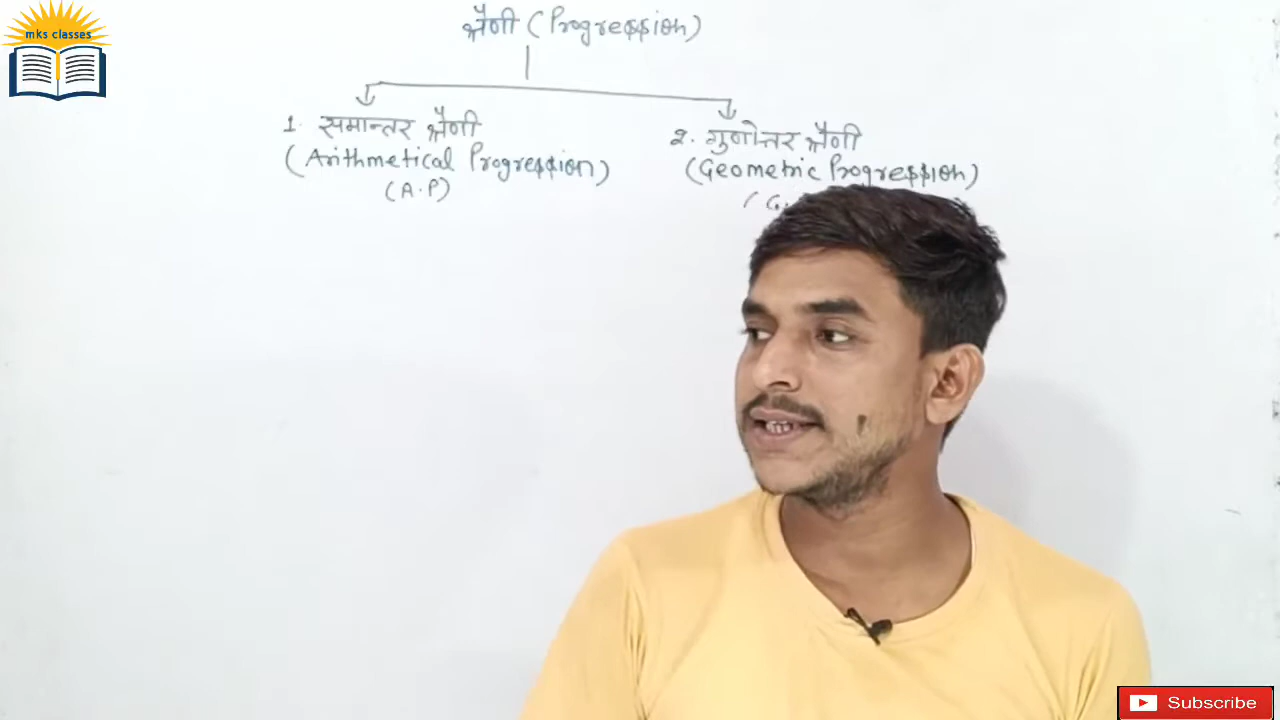 mks classes
श्रैणी (Progression)
1. समान्तर श्रैणी
(Arithmetical Progression)
(A.P)
2. गुणोत्तर श्रैणी
(Geometric Progression)
(G.
Subscribe